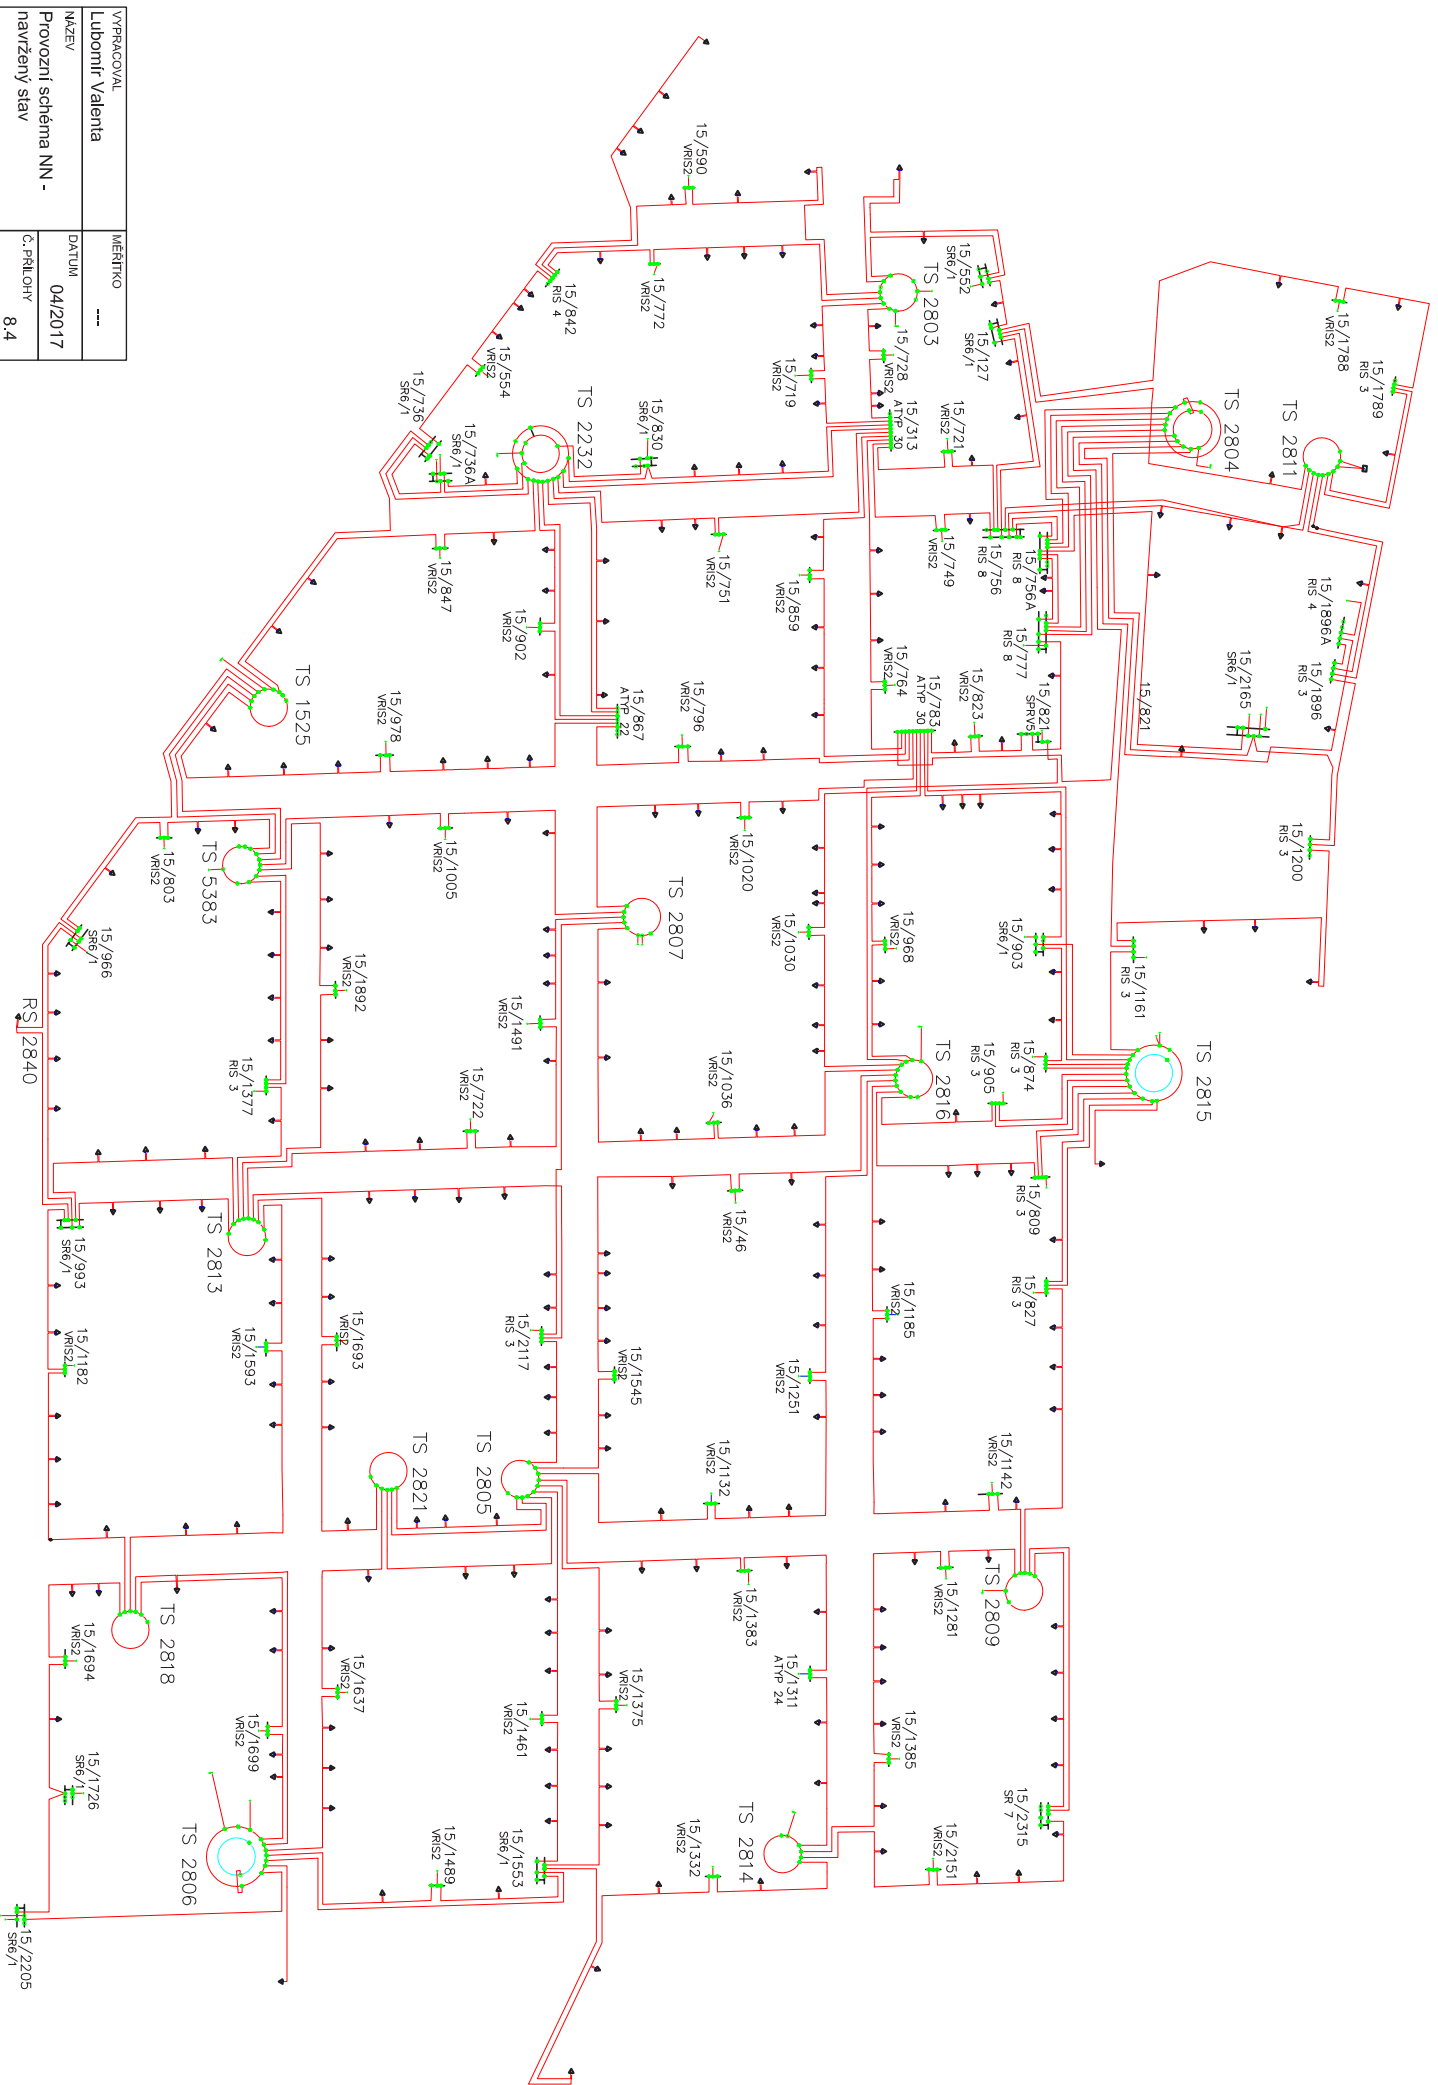 VYPRACOVAL
Lubomír Valenta
MĚŘÍTKO
---
NÁZEV
Provozní schéma NN -
navržený stav
DATUM
04/2017
Č.PŘÍLOHY
8.4
15/590
VRIS2
15/552
SR6/1
TS 2803
15/127
SR6/1
15/772
VRIS2
15/842
RIS 4
15/554
VRIS2
15/719
VRIS2
15/728
VRIS2
15/313
ATYP 30
15/721
VRIS2
15/1788
VRIS2
15/1789
RIS 3
TS 2804
TS 2811
15/736
SR6/1
15/736A
SR6/1
TS 2232
15/830
SR6/1
15/847
VRIS2
15/902
VRIS2
15/751
VRIS2
15/859
VRIS2
15/749
VRIS2
15/756
RIS 8
15/756A
RIS 8
15/777
RIS 8
15/1896A
RIS 4
15/1896
RIS 3
15/2165
SR6/1
15/821
15/821
SPRV5
15/823
VRIS2
15/783
ATYP 30
15/764
VRIS2
15/796
VRIS2
15/867
ATYP 22
TS 1525
15/978
VRIS2
15/803
VRIS2
TS 5383
15/1005
VRIS2
15/1020
VRIS2
TS 2807
15/1030
VRIS2
15/968
VRIS2
15/903
SR6/1
15/1161
RIS 3
15/1200
RIS 3
15/966
SR6/1
RS 2840
15/1892
VRIS2
15/1377
RIS 3
15/1491
VRIS2
15/722
VRIS2
15/1036
VRIS2
TS 2816
15/905
RIS 3
15/874
RIS 3
TS 2815
15/993
SR6/1
TS 2813
15/46
VRIS2
15/809
RIS 3
15/827
RIS 3
15/1185
VRIS2
15/1182
VRIS2
15/1593
VRIS2
15/1693
VRIS2
15/2117
RIS 3
15/1545
VRIS2
15/1251
VRIS2
TS 2821
TS 2805
15/1132
VRIS2
15/1142
VRIS2
TS 2818
15/1694
VRIS2
15/1383
VRIS2
15/1281
VRIS2
TS 2809
15/1726
SR6/1
15/1699
VRIS2
15/1637
VRIS2
15/1461
VRIS2
15/1375
VRIS2
15/1311
ATYP 24
15/1385
VRIS2
15/2315
SR 7
TS 2806
15/1489
VRIS2
15/1553
SR6/1
15/1332
VRIS2
TS 2814
15/2151
VRIS2
15/2205
SR6/1